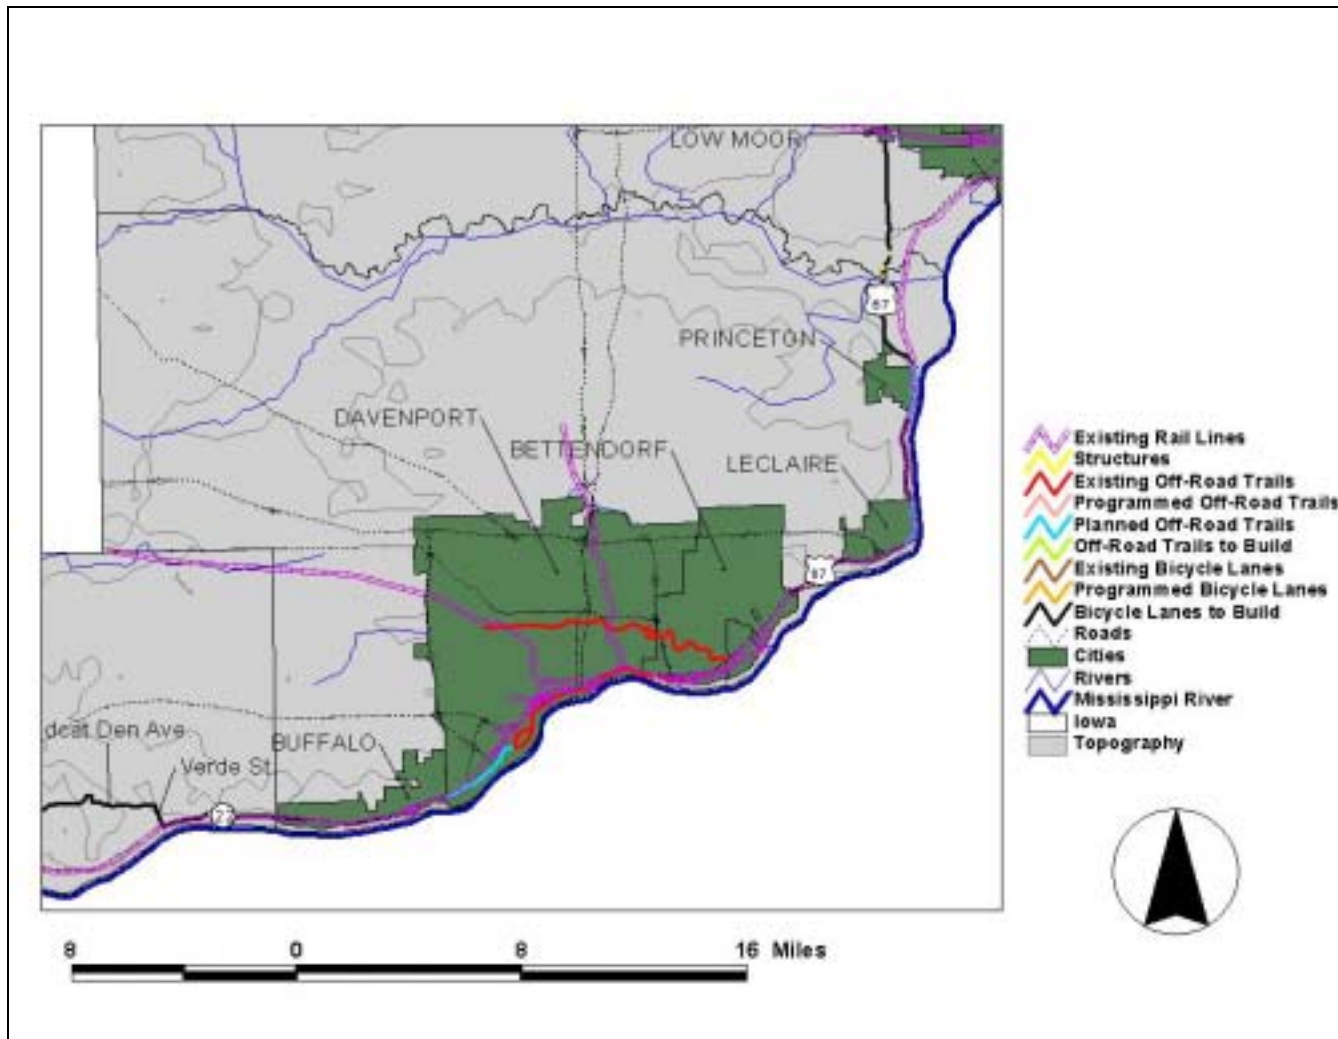 LOW MOOR
67
PRINCETON
DAVENPORT
BETTENDORF
LECLAIRE
67
dcat Den Ave
BUFFALO
Verde St
22
Existing Rail Lines
Structures
Existing Off-Road Trails
Programmed Off-Road Trails
Planned Off-Road Trails
Off-Road Trails to Build
Existing Bicycle Lanes
Programmed Bicycle Lanes
Bicycle Lanes to Build
Roads
Cities
Rivers
Mississippi River
Iowa
Topography
8 0 8 16 Miles